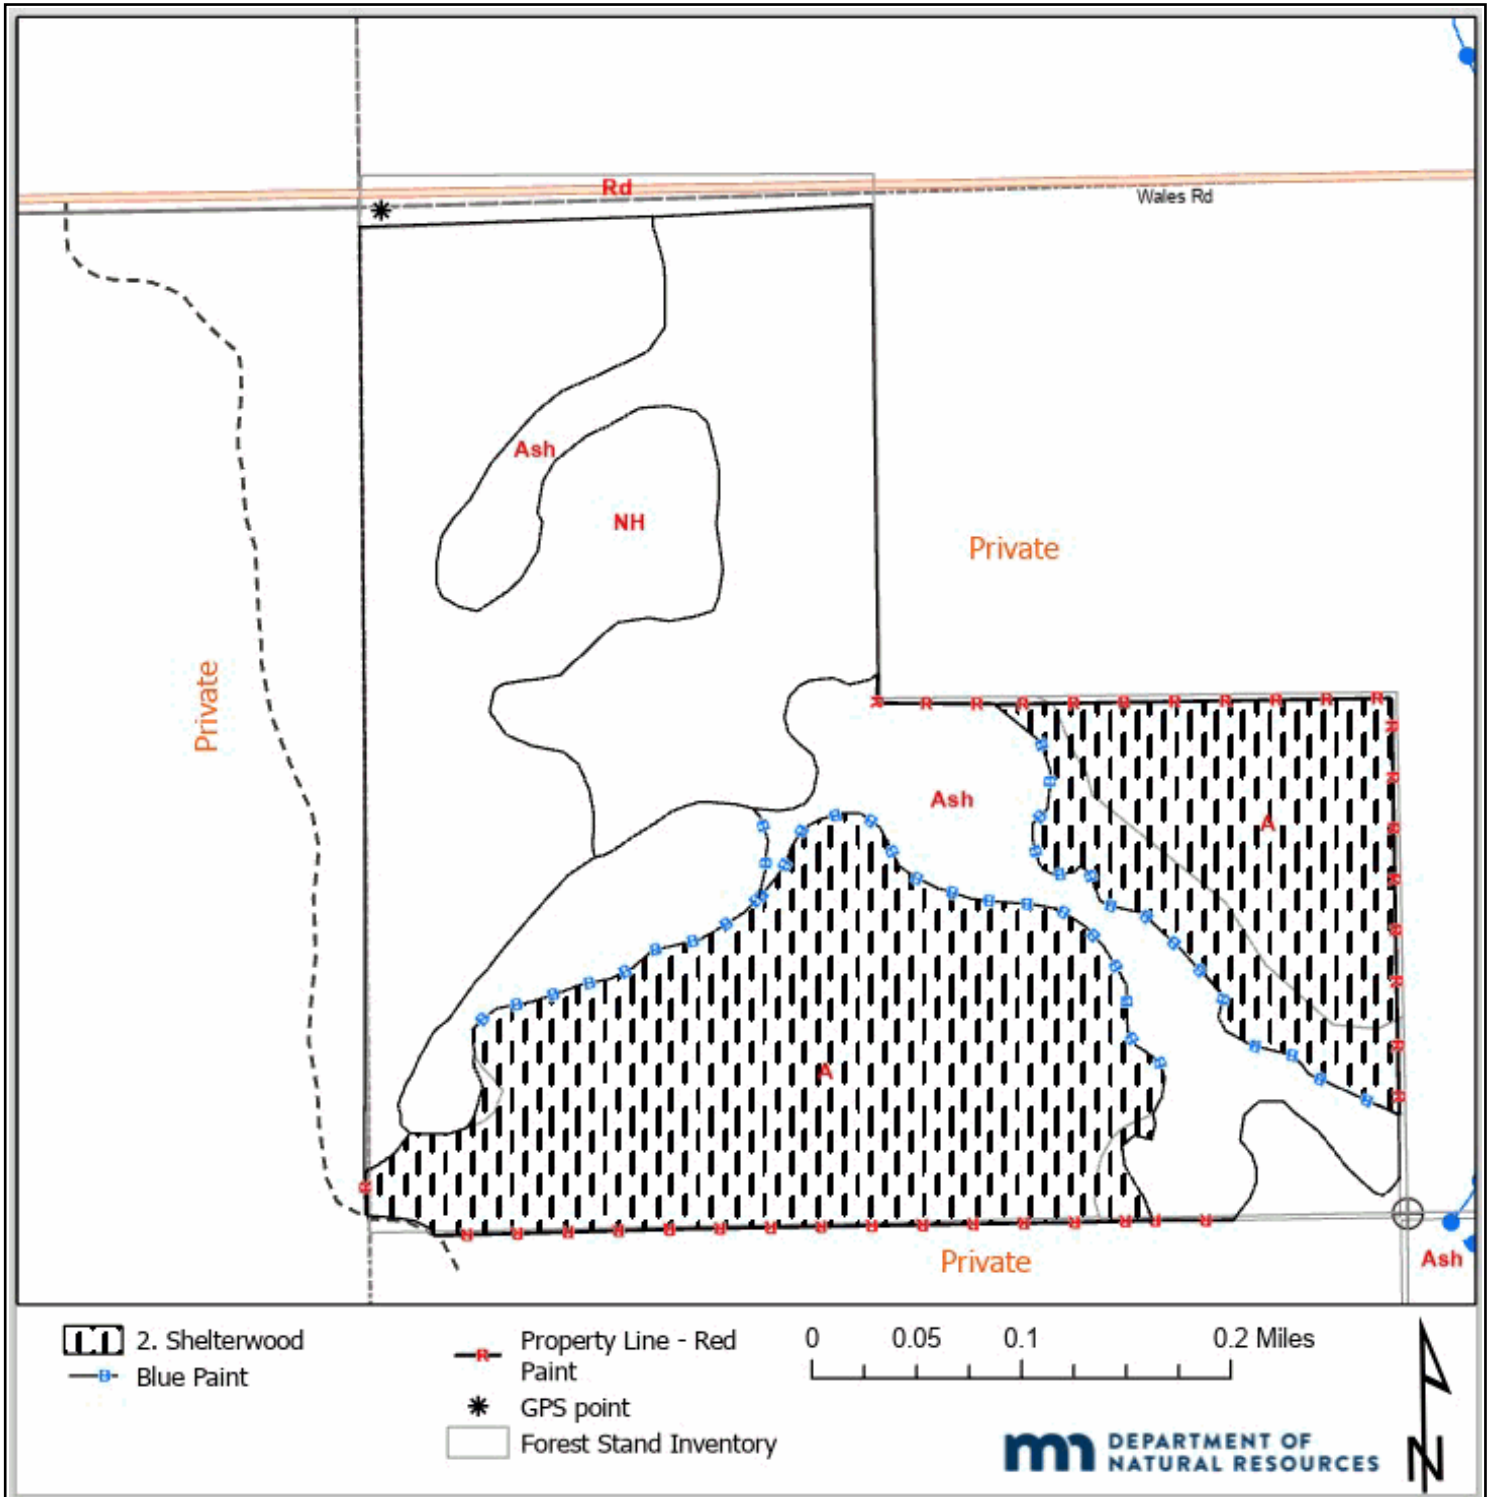 Rd
Wales Rd
Ash
NH
Private
Private
Ash
A
A
Private
Ash
2. Shelterwood
Blue Paint
Property Line - Red
Paint
GPS point
Forest Stand Inventory
0 0.05 0.1 0.2 Miles
DEPARTMENT OF
NATURAL RESOURCES
N